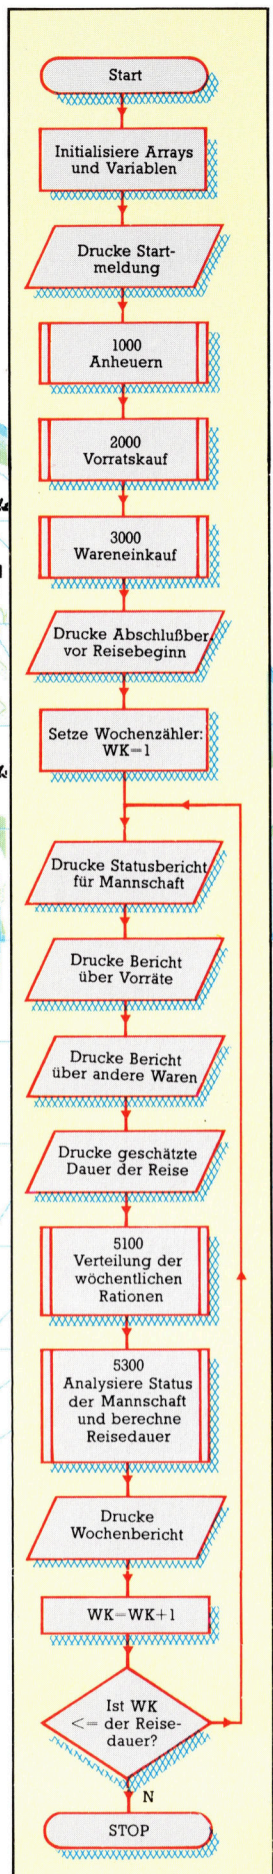 Start
Initialisiere Arrays
und Variablen
Drucke Start-
meldung
1000
Anheuern
2000
Vorratskauf
3000
Wareneinkauf
Drucke Abschlußber.
vor Reisebeginn
Setze Wochenzähler:
WK=1
Drucke Statusbericht
für Mannschaft
Drucke Bericht
über Vorräte
Drucke Bericht
über andere Waren
Drucke geschätzte
Dauer der Reise
5100
Verteilung der
wöchentlichen
Rationen
5300
Analysiere Status
der Mannschaft
und berechne
Reisedauer
Drucke
Wochenbericht
WK=WK+1
Ist WK
<= der Reise-
dauer?
N
STOP